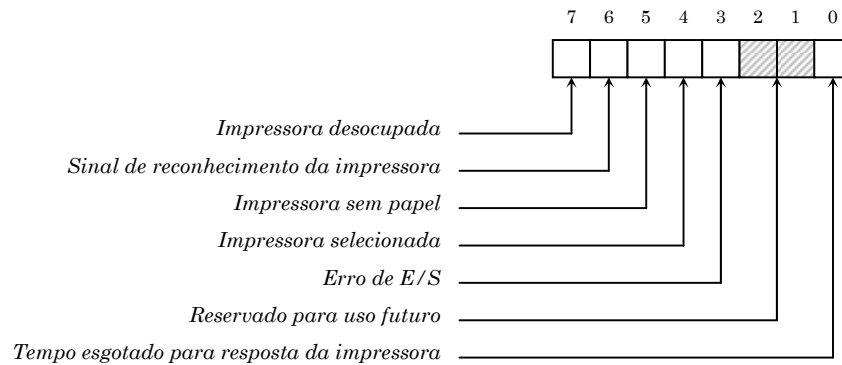 7 6 5 4 3 2 1 0
Impressora desocupada
Sinal de reconhecimento da impressora
Impressora sem papel
Impressora selecionada
Erro de E/S
Reservado para uso futuro
Tempo esgotado para resposta da impressora